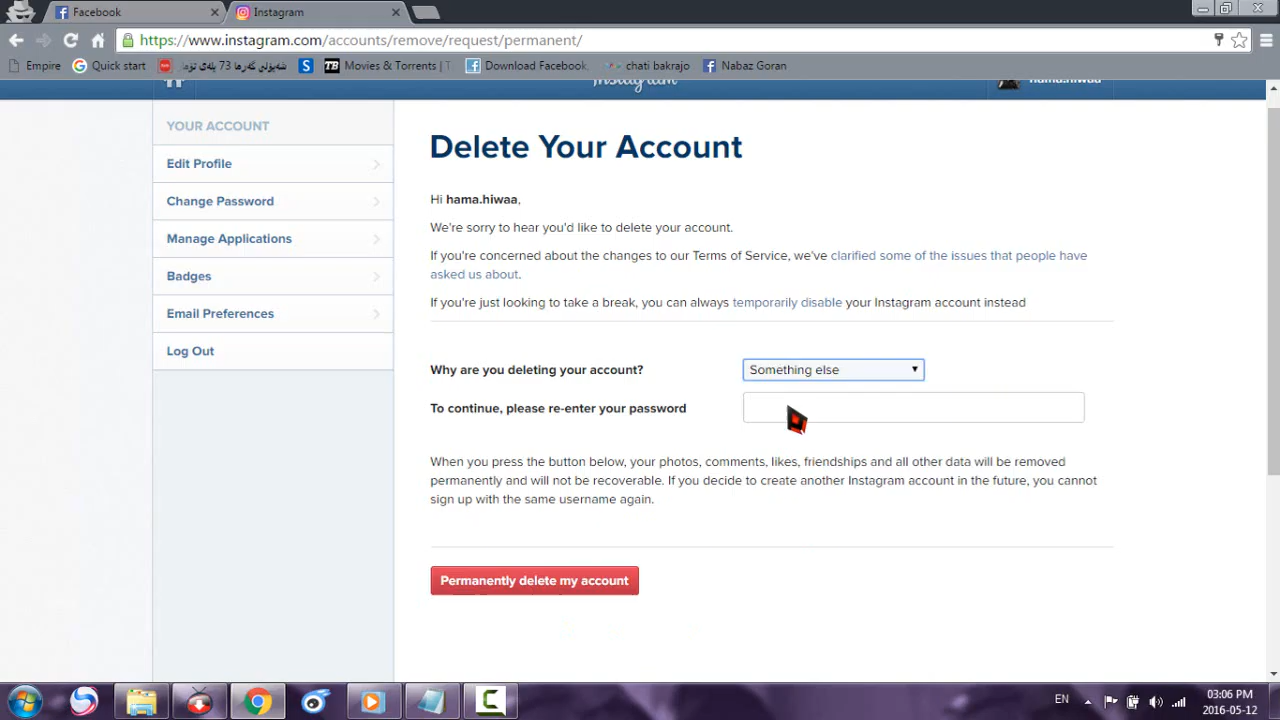 Facebook
Instagram
https://www.instagram.com/accounts/remove/request/permanent/
Empire
Quick start
73
Movies & Torrents | T
Download Facebook
chati bakrajo
Nabaz Goran
Instagram
hama.hiwaa
YOUR ACCOUNT
Edit Profile
Change Password
Manage Applications
Badges
Email Preferences
Log Out
Delete Your Account
Hi hama.hiwaa,
We're sorry to hear you'd like to delete your account.
If you're concerned about the changes to our Terms of Service, we've clarified some of the issues that people have
asked us about.
If you're just looking to take a break, you can always temporarily disable your Instagram account instead
Why are you deleting your account?
Something else
To continue, please re-enter your password
When you press the button below, your photos, comments, likes, friendships and all other data will be removed
permanently and will not be recoverable. If you decide to create another Instagram account in the future, you cannot
sign up with the same username again.
Permanently delete my account
EN
03:06 PM
2016-05-12